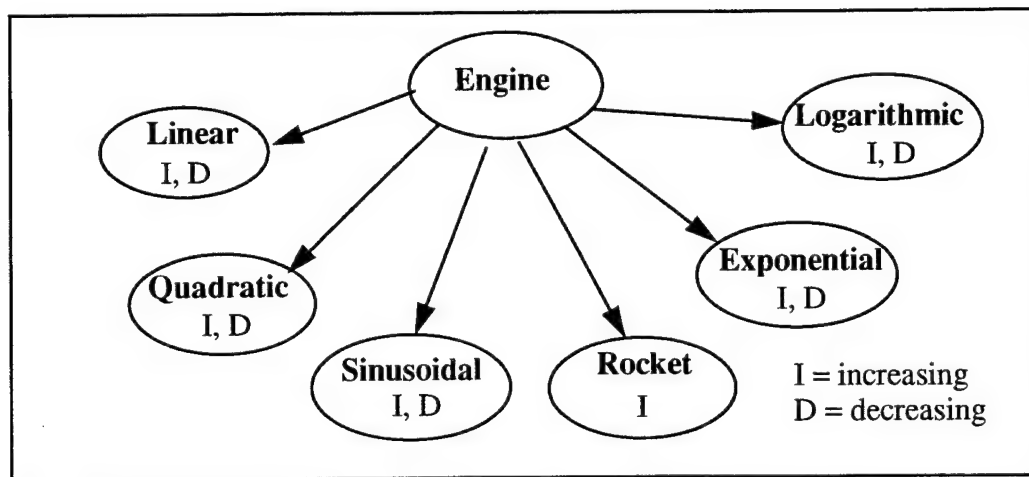 Engine
Linear
I, D
Logarithmic
I, D
Quadratic
I, D
Exponential
I, D
Sinusoidal
I, D
Rocket
I
I = increasing
D = decreasing